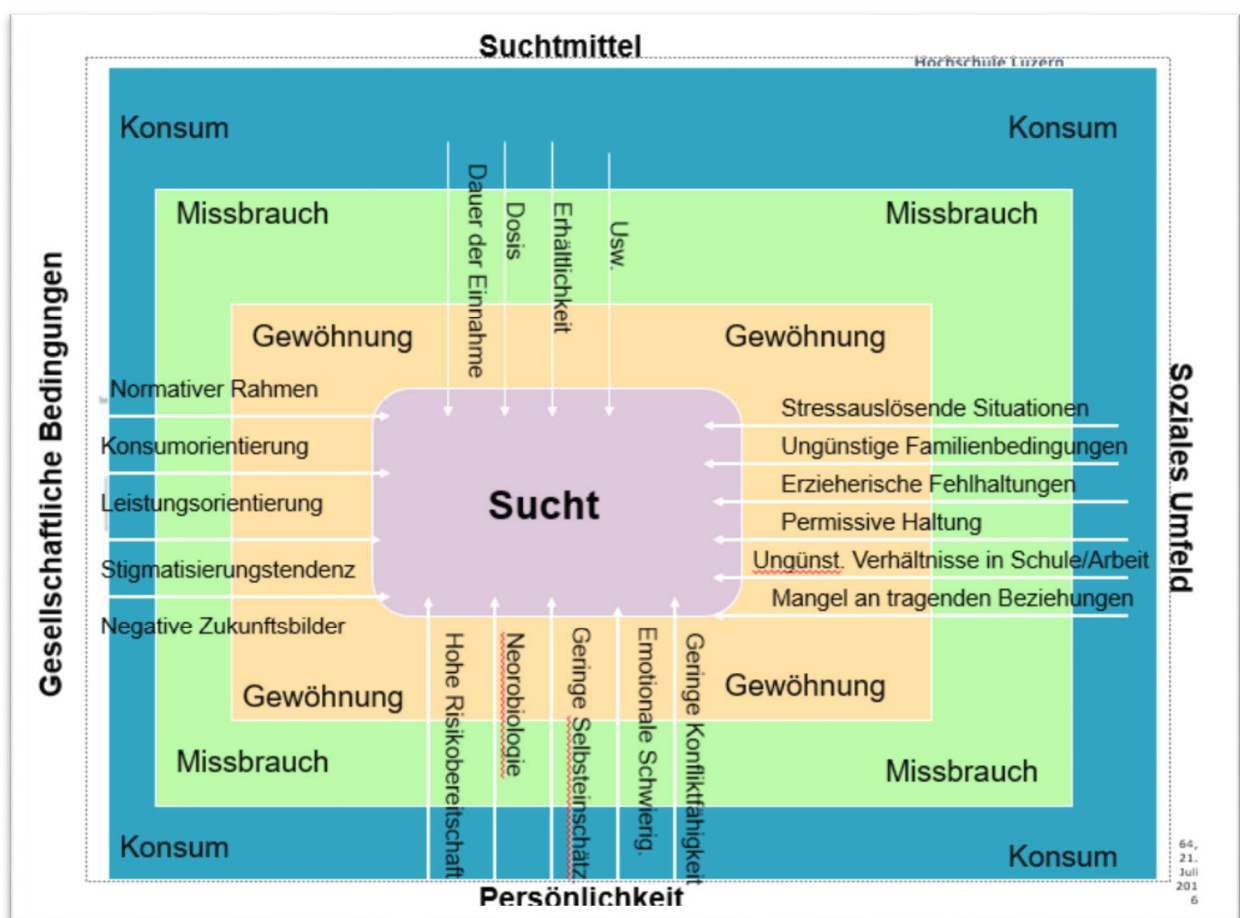 Suchtmittel
Hochschule Luzern
Konsum
Konsum
Missbrauch
Missbrauch
Dauer der Einnahme
Dosis
Erhältlichkeit
Usw.
Gewöhnung
Gewöhnung
Gesellschaftliche Bedingungen
Normativer Rahmen
Konsumorientierung
Leistungsorientierung
Stigmatisierungstendenz
Negative Zukunftsbilder
Sucht
Stressauslösende Situationen
Ungünstige Familienbedingungen
Erzieherische Fehlhaltungen
Permissive Haltung
Ungünst. Verhältnisse in Schule/Arbeit
Mangel an tragenden Beziehungen
Soziales Umfeld
Hohe Risikobereitschaft
Neorobiologie
Geringe Selbsteinschätz
Emotionale Schwierig.
Geringe Konfliktfähigkeit
Gewöhnung
Gewöhnung
Missbrauch
Missbrauch
Konsum
Konsum
Persönlichkeit
64,
21.
Juli
201
6